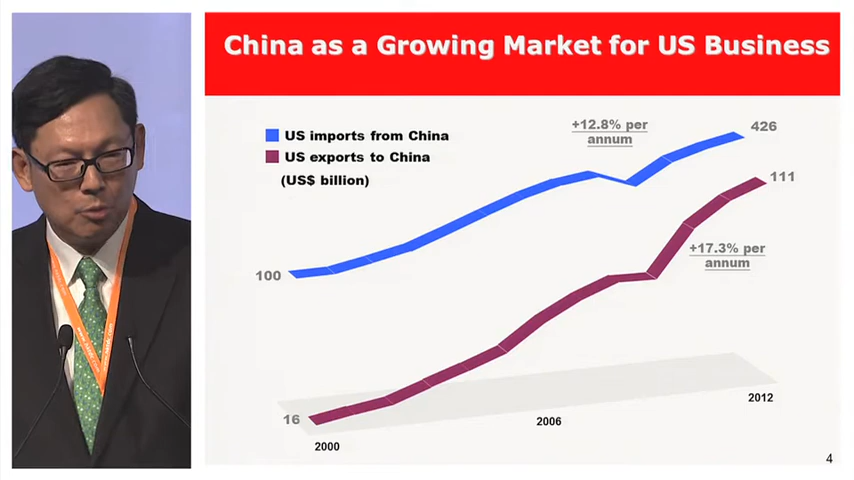 China as a Growing Market for US Business
US imports from China
US exports to China
(US$ billion)
+12.8% per
annum
426
111
+17.3% per
annum
100
16
2000
2006
2012
4